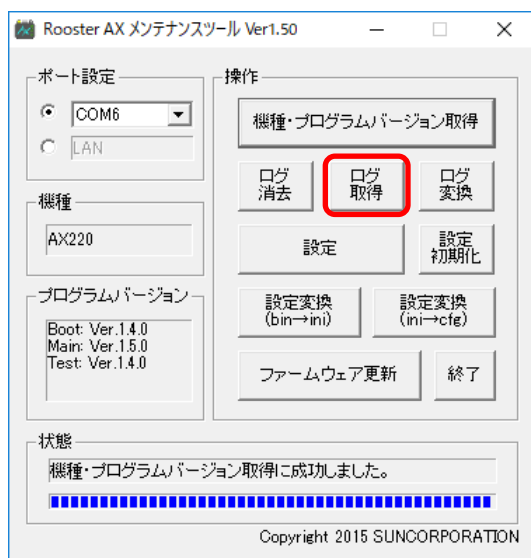 Rooster AX メンテナンスツール Ver1.50
ポート設定
COM6
LAN
機種
AX220
プログラムバージョン
Boot: Ver.1.4.0
Main: Ver.1.5.0
Test: Ver.1.4.0
操作
機種・プログラムバージョン取得
ログ
消去
ログ
取得
ログ
変換
設定
設定
初期化
設定変換
(bin→ini)
設定変換
(ini→cfg)
ファームウェア更新
終了
状態
機種・プログラムバージョン取得に成功しました。
Copyright 2015 SUNCORPORATION